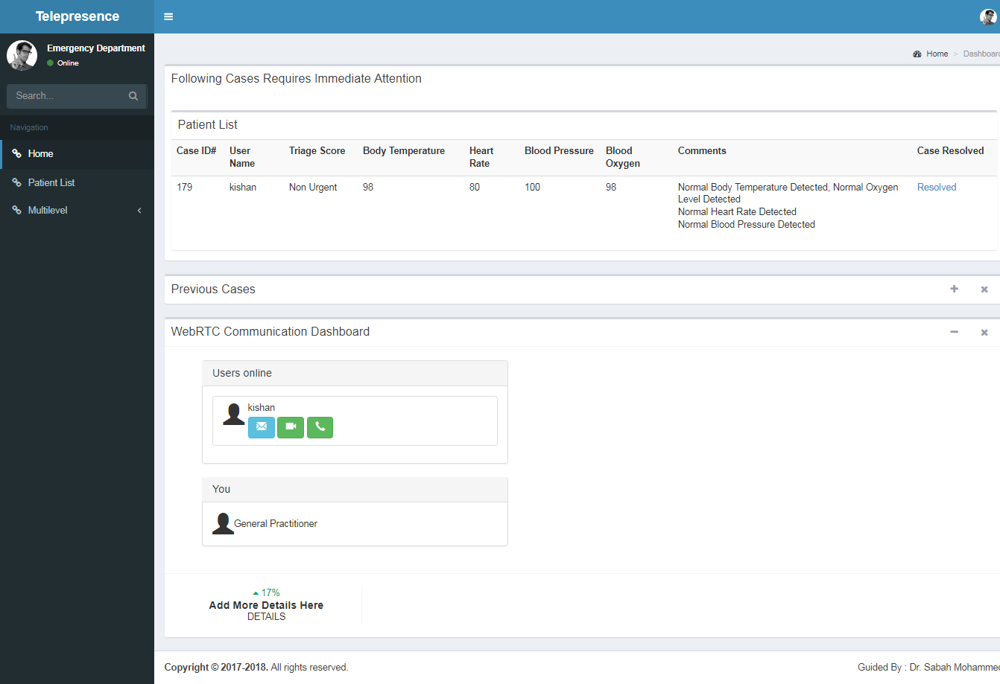 Telepresence
Emergency Department
Online
Search...
Navigation
Home
Patient List
Multilevel
Home > Dashboard
Following Cases Requires Immediate Attention
Patient List
Case ID# User Name Triage Score Body Temperature Heart Rate Blood Pressure Blood Oxygen Comments Case Resolved
179 kishan Non Urgent 98 80 100 98 Normal Body Temperature Detected, Normal Oxygen Resolved
Level Detected
Normal Heart Rate Detected
Normal Blood Pressure Detected
Previous Cases
WebRTC Communication Dashboard
Users online
kishan
You
General Practitioner
17%
Add More Details Here
DETAILS
Copyright © 2017-2018. All rights reserved.
Guided By : Dr. Sabah Mohammed